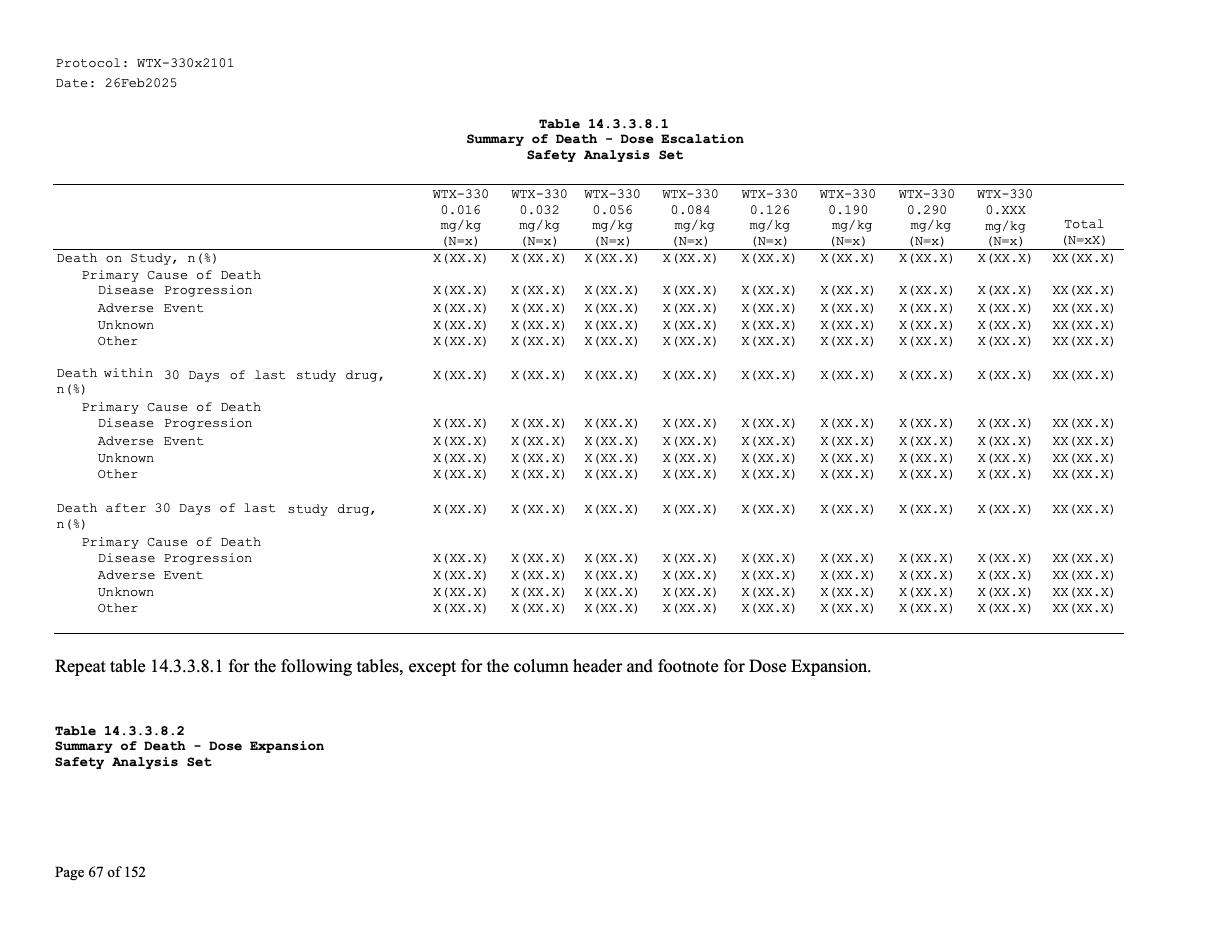 Protocol: WTX-330x2101
Date: 26Feb2025
Table 14.3.3.8.1
Summary of Death - Dose Escalation
Safety Analysis Set
WTX-330 WTX-330 WTX-330 WTX-330 WTX-330 WTX-330 WTX-330 WTX-330
0.016 0.032 0.056 0.084 0.126 0.190 0.290 0.XXX
mg/kg mg/kg mg/kg mg/kg mg/kg mg/kg mg/kg mg/kg Total
(N=x) (N=x) (N=x) (N=x) (N=x) (N=x) (N=x) (N=x) (N=xX)
Death on Study, n(%) X(XX.X) X(XX.X) X(XX.X) X(XX.X) X(XX.X) X(XX.X) X(XX.X) X(XX.X) XX(XX.X)
Primary Cause of Death
Disease Progression X(XX.X) X(XX.X) X(XX.X) X(XX.X) X(XX.X) X(XX.X) X(XX.X) X(XX.X) XX(XX.X)
Adverse Event X(XX.X) X(XX.X) X(XX.X) X(XX.X) X(XX.X) X(XX.X) X(XX.X) X(XX.X) XX(XX.X)
Unknown X(XX.X) X(XX.X) X(XX.X) X(XX.X) X(XX.X) X(XX.X) X(XX.X) X(XX.X) XX(XX.X)
Other X(XX.X) X(XX.X) X(XX.X) X(XX.X) X(XX.X) X(XX.X) X(XX.X) X(XX.X) XX(XX.X)
Death within 30 Days of last study drug, X(XX.X) X(XX.X) X(XX.X) X(XX.X) X(XX.X) X(XX.X) X(XX.X) X(XX.X) XX(XX.X)
n(%)
Primary Cause of Death
Disease Progression X(XX.X) X(XX.X) X(XX.X) X(XX.X) X(XX.X) X(XX.X) X(XX.X) X(XX.X) XX(XX.X)
Adverse Event X(XX.X) X(XX.X) X(XX.X) X(XX.X) X(XX.X) X(XX.X) X(XX.X) X(XX.X) XX(XX.X)
Unknown X(XX.X) X(XX.X) X(XX.X) X(XX.X) X(XX.X) X(XX.X) X(XX.X) X(XX.X) XX(XX.X)
Other X(XX.X) X(XX.X) X(XX.X) X(XX.X) X(XX.X) X(XX.X) X(XX.X) X(XX.X) XX(XX.X)
Death after 30 Days of last study drug, X(XX.X) X(XX.X) X(XX.X) X(XX.X) X(XX.X) X(XX.X) X(XX.X) X(XX.X) XX(XX.X)
n(%)
Primary Cause of Death
Disease Progression X(XX.X) X(XX.X) X(XX.X) X(XX.X) X(XX.X) X(XX.X) X(XX.X) X(XX.X) XX(XX.X)
Adverse Event X(XX.X) X(XX.X) X(XX.X) X(XX.X) X(XX.X) X(XX.X) X(XX.X) X(XX.X) XX(XX.X)
Unknown X(XX.X) X(XX.X) X(XX.X) X(XX.X) X(XX.X) X(XX.X) X(XX.X) X(XX.X) XX(XX.X)
Other X(XX.X) X(XX.X) X(XX.X) X(XX.X) X(XX.X) X(XX.X) X(XX.X) X(XX.X) XX(XX.X)
Repeat table 14.3.3.8.1 for the following tables, except for the column header and footnote for Dose Expansion.
Table 14.3.3.8.2
Summary of Death - Dose Expansion
Safety Analysis Set
Page 67 of 152